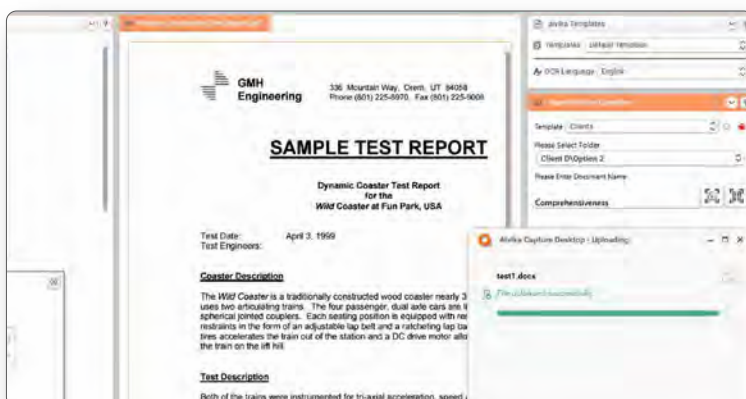 GMH
Engineering
336 Mountain Way, Orem, UT 84058
Phone (801) 225-8970, Fax (801) 225-9008
SAMPLE TEST REPORT
Dynamic Coaster Test Report
for the
Wild Coaster at Fun Park, USA
Test Date: April 3, 1999
Test Engineers:
Coaster Description
The Wild Coaster is a traditionally constructed wood coaster nearly 3
uses two articulating trains. The four passenger, dual axle cars are
spherical jointed couplers. Each seating position is equipped with
restraints in the form of an adjustable lap belt and a ratcheting lap
tires accelerates the train out of the station and a DC drive motor
the train on the lift hill.
Test Description
Both of the trains were instrumented for tri-axial acceleration, speed
Templates
Templates Default Template
OCR Language English
Template Clients
Please Select Folder
Client D\Option 2
Please Enter Document Name
Comprehensiveness
Capture Desktop - Uploading
test1.docx
File uploaded successfully